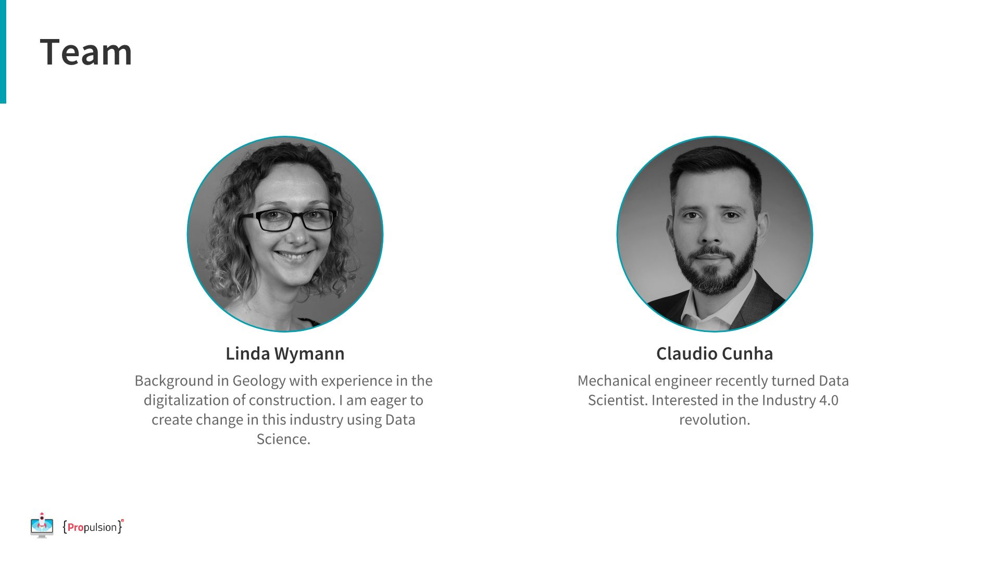 Team
Linda Wymann
Background in Geology with experience in the
digitalization of construction. I am eager to
create change in this industry using Data
Science.
Claudio Cunha
Mechanical engineer recently turned Data
Scientist. Interested in the Industry 4.0
revolution.
{Propulsion}